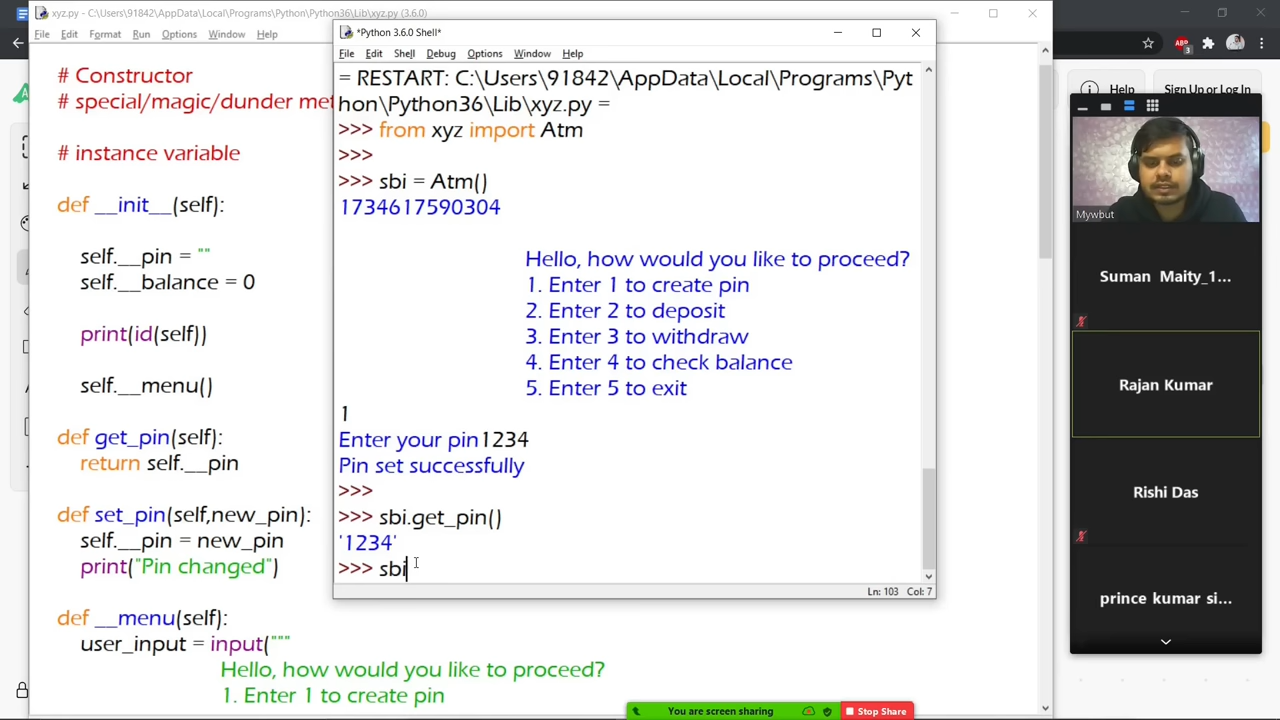 xyz.py - C:\Users\91842\AppData\Local\Programs\Python\Python36\Lib\xyz.py (3.6.0)
File Edit Format Run Options Window Help
# Constructor
# special/magic/dunder met
# instance variable
def __init__(self):
self.__pin = ""
self.__balance = 0
print(id(self))
self.__menu()
def get_pin(self):
return self.__pin
def set_pin(self,new_pin):
self.__pin = new_pin
print("Pin changed")
def __menu(self):
user_input = input("""
Hello, how would you like to proceed?
1. Enter 1 to create pin
*Python 3.6.0 Shell*
File Edit Shell Debug Options Window Help
= RESTART: C:\Users\91842\AppData\Local\Programs\Pyt
hon\Python36\Lib\xyz.py =
>>> from xyz import Atm
>>>
>>> sbi = Atm()
1734617590304
Hello, how would you like to proceed?
1. Enter 1 to create pin
2. Enter 2 to deposit
3. Enter 3 to withdraw
4. Enter 4 to check balance
5. Enter 5 to exit
1
Enter your pin1234
Pin set successfully
>>>
>>> sbi.get_pin()
'1234'
>>> sbi
Ln: 103 Col: 7
Help
Sign Up or Log In
Mywbut
Suman Maity_1...
Rajan Kumar
Rishi Das
prince kumar si...
You are screen sharing
Stop Share